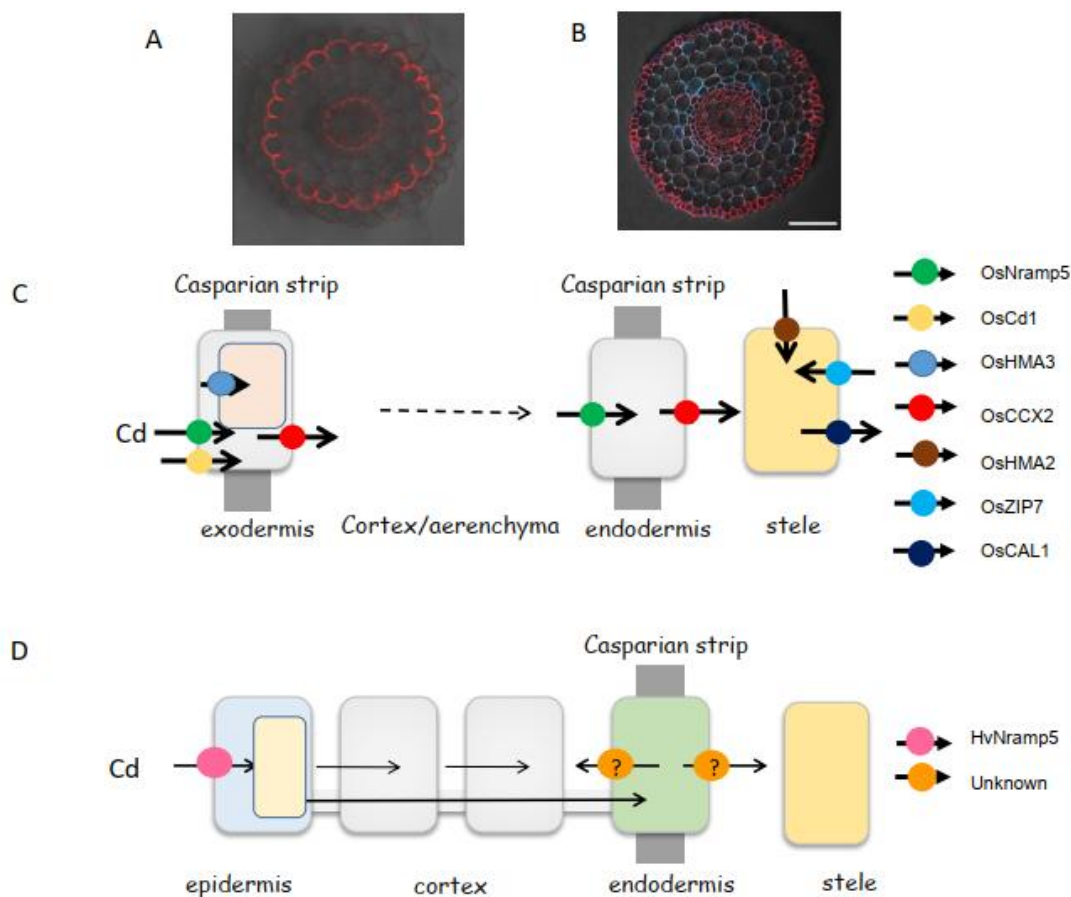 A
B
C
Casparian strip
Casparian strip
Cd
exodermis
Cortex/aerenchyma
endodermis
stele
OsNramp5
OsCd1
OsHMA3
OsCCX2
OsHMA2
OsZIP7
OsCAL1
D
Casparian strip
Cd
?
?
epidermis
cortex
endodermis
stele
HvNramp5
Unknown